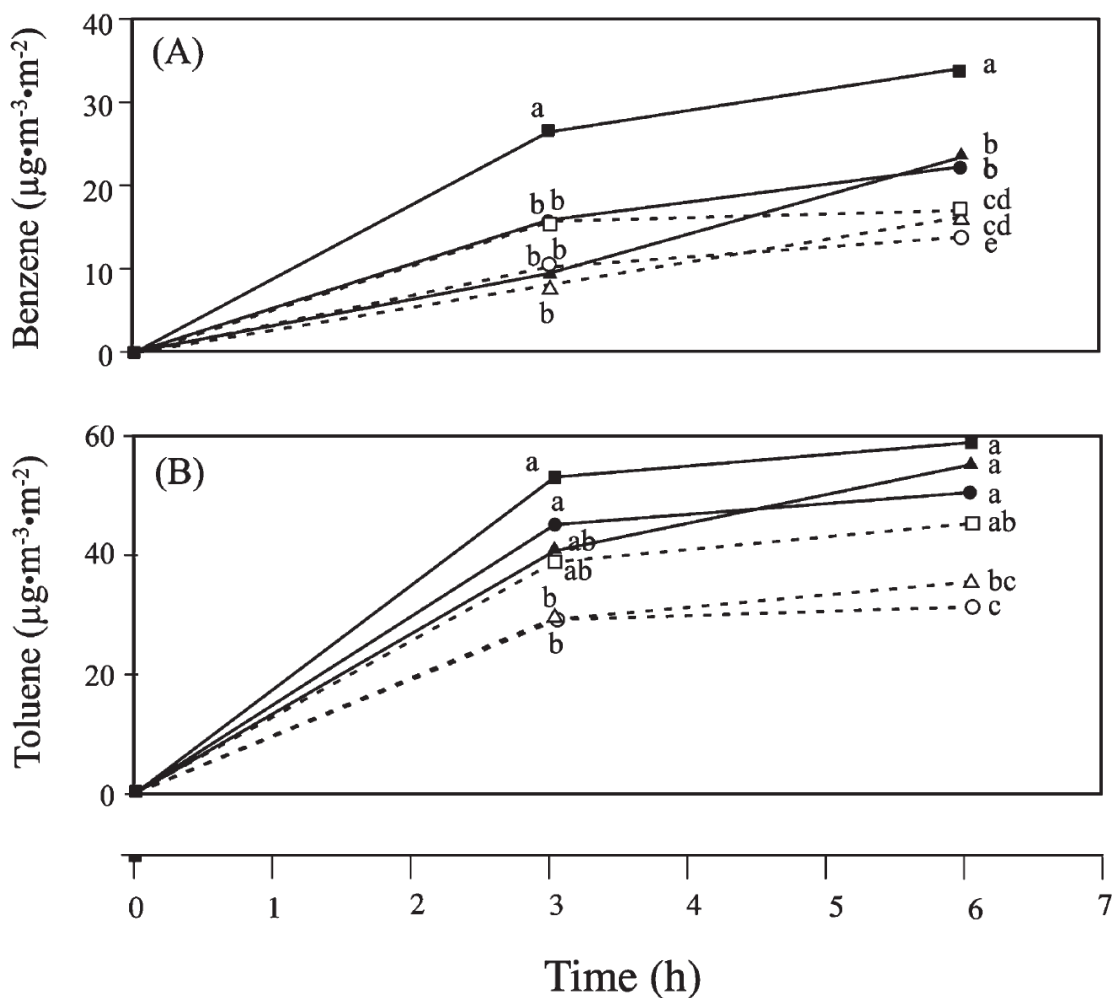 (A)
Benzene (μg•m-3•m-2)
40
30
20
10
0
a
a
b b
b
b
b b
cd
cd
e
b
(B)
Toluene (μg•m-3•m-2)
60
40
20
0
a
a
a
a
a
ab
ab
ab
b
bc
c
b
0 1 2 3 4 5 6 7
Time (h)